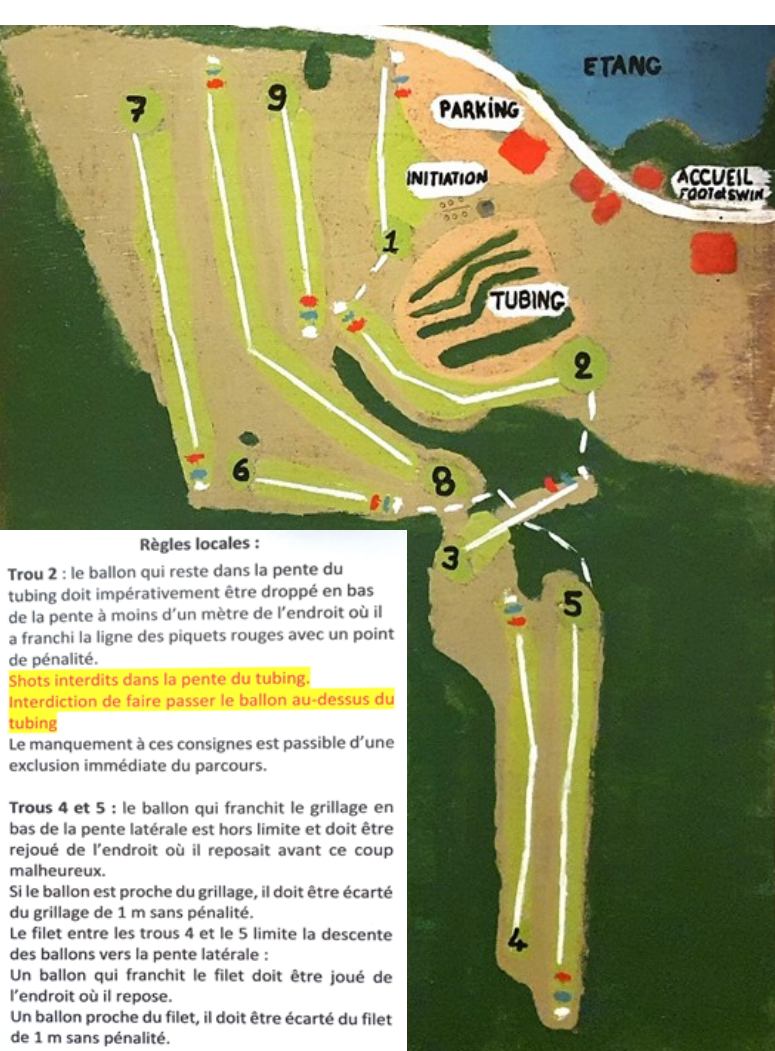 ETANG
7
9
PARKING
INITIATION
ACCUEIL
FOOT et SWIN
1
TUBING
2
6
8
3
5
4
Règles locales :
Trou 2 : le ballon qui reste dans la pente du
tubing doit impérativement être droppé en bas
de la pente à moins d'un mètre de l'endroit où il
a franchi la ligne des piquets rouges avec un point
de pénalité.
Shots interdits dans la pente du tubing.
Interdiction de faire passer le ballon au-dessus du
tubing
Le manquement à ces consignes est passible d'une
exclusion immédiate du parcours.
Trous 4 et 5 : le ballon qui franchit le grillage en
bas de la pente latérale est hors limite et doit être
rejoué de l'endroit où il reposait avant ce coup
malheureux.
Si le ballon est proche du grillage, il doit être écarté
du grillage de 1 m sans pénalité.
Le filet entre les trous 4 et le 5 limite la descente
des ballons vers la pente latérale :
Un ballon qui franchit le filet doit être joué de
l'endroit où il repose.
Un ballon proche du filet, il doit être écarté du filet
de 1 m sans pénalité.